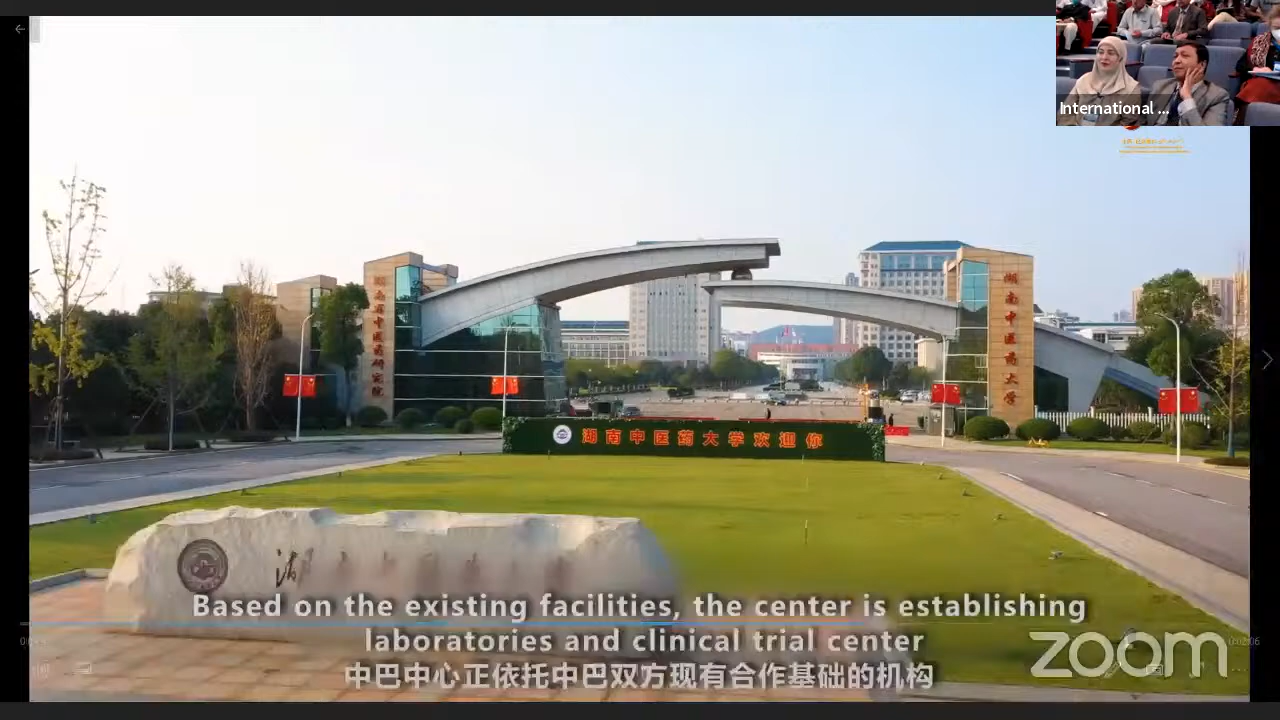 International ...
湖南省中医药研究院
湖南中医药大学
湖南中医药大学欢迎你
湖
Based on the existing facilities, the center is establishing
laboratories and clinical trial center
中巴中心正依托中巴双方现有合作基础的机构
zoom